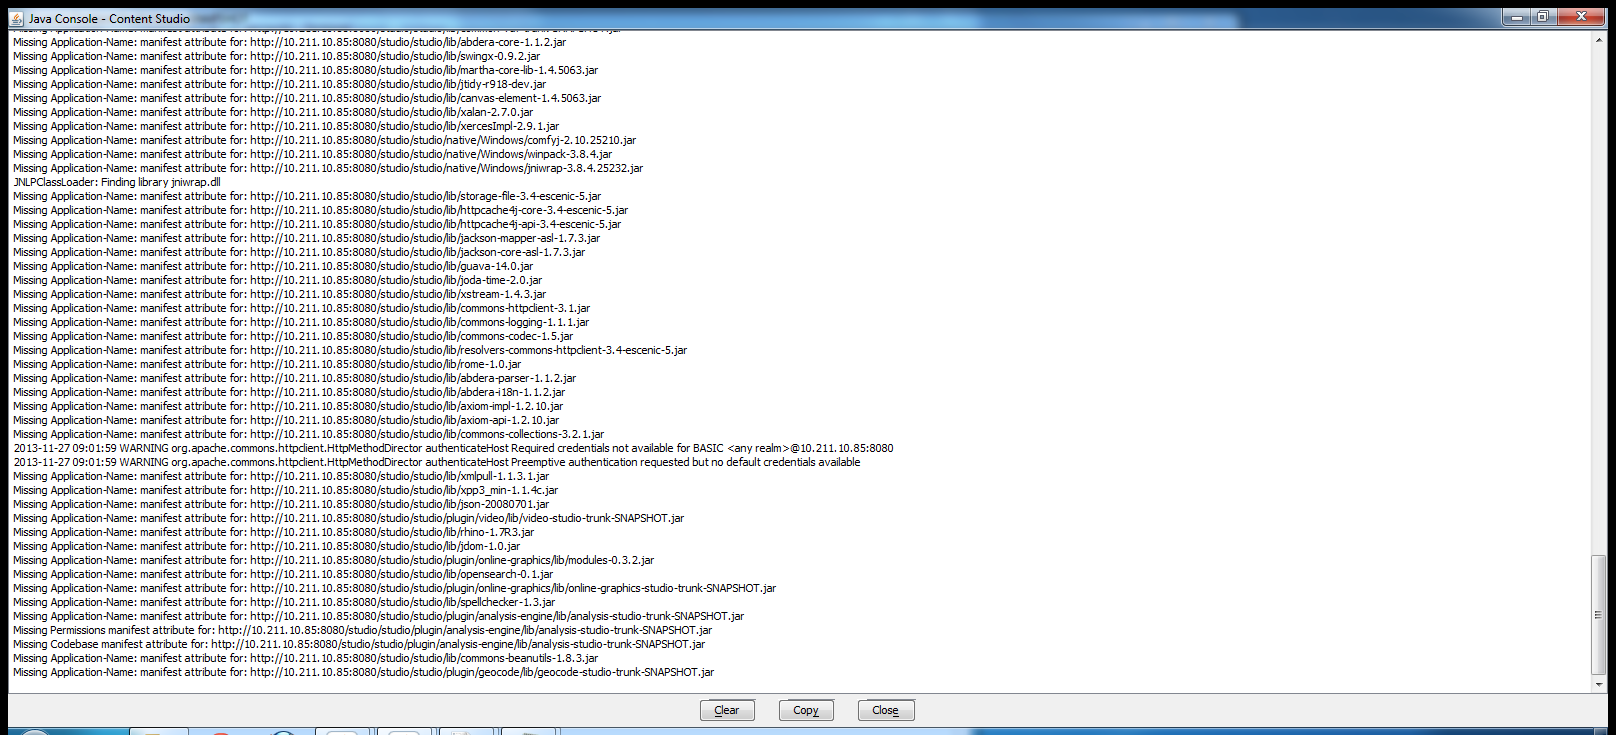 Java Console - Content Studio
Missing Application-Name: manifest attribute for: http://10.211.10.85:8080/studio/studio/lib/abdera-core-1.1.2.jar
Missing Application-Name: manifest attribute for: http://10.211.10.85:8080/studio/studio/lib/swingx-0.9.2.jar
Missing Application-Name: manifest attribute for: http://10.211.10.85:8080/studio/studio/lib/martha-core-lib-1.4.5063.jar
Missing Application-Name: manifest attribute for: http://10.211.10.85:8080/studio/studio/lib/jtidy-r918-dev.jar
Missing Application-Name: manifest attribute for: http://10.211.10.85:8080/studio/studio/lib/canvas-element-1.4.5063.jar
Missing Application-Name: manifest attribute for: http://10.211.10.85:8080/studio/studio/lib/xalan-2.7.0.jar
Missing Application-Name: manifest attribute for: http://10.211.10.85:8080/studio/studio/lib/xercesImpl-2.9.1.jar
Missing Application-Name: manifest attribute for: http://10.211.10.85:8080/studio/studio/native/Windows/comfyj-2.10.25210.jar
Missing Application-Name: manifest attribute for: http://10.211.10.85:8080/studio/studio/native/Windows/winpack-3.8.4.jar
Missing Application-Name: manifest attribute for: http://10.211.10.85:8080/studio/studio/native/Windows/jniwrap-3.8.4.25232.jar
JNLPClassLoader: Finding library jniwrap.dll
Missing Application-Name: manifest attribute for: http://10.211.10.85:8080/studio/studio/lib/storage-file-3.4-escenic-5.jar
Missing Application-Name: manifest attribute for: http://10.211.10.85:8080/studio/studio/lib/httpcache4j-core-3.4-escenic-5.jar
Missing Application-Name: manifest attribute for: http://10.211.10.85:8080/studio/studio/lib/httpcache4j-api-3.4-escenic-5.jar
Missing Application-Name: manifest attribute for: http://10.211.10.85:8080/studio/studio/lib/jackson-mapper-asl-1.7.3.jar
Missing Application-Name: manifest attribute for: http://10.211.10.85:8080/studio/studio/lib/jackson-core-asl-1.7.3.jar
Missing Application-Name: manifest attribute for: http://10.211.10.85:8080/studio/studio/lib/guava-14.0.jar
Missing Application-Name: manifest attribute for: http://10.211.10.85:8080/studio/studio/lib/joda-time-2.0.jar
Missing Application-Name: manifest attribute for: http://10.211.10.85:8080/studio/studio/lib/xstream-1.4.3.jar
Missing Application-Name: manifest attribute for: http://10.211.10.85:8080/studio/studio/lib/commons-httpclient-3.1.jar
Missing Application-Name: manifest attribute for: http://10.211.10.85:8080/studio/studio/lib/commons-logging-1.1.1.jar
Missing Application-Name: manifest attribute for: http://10.211.10.85:8080/studio/studio/lib/commons-codec-1.5.jar
Missing Application-Name: manifest attribute for: http://10.211.10.85:8080/studio/studio/lib/resolvers-commons-httpclient-3.4-escenic-5.jar
Missing Application-Name: manifest attribute for: http://10.211.10.85:8080/studio/studio/lib/rome-1.0.jar
Missing Application-Name: manifest attribute for: http://10.211.10.85:8080/studio/studio/lib/abdera-parser-1.1.2.jar
Missing Application-Name: manifest attribute for: http://10.211.10.85:8080/studio/studio/lib/abdera-i18n-1.1.2.jar
Missing Application-Name: manifest attribute for: http://10.211.10.85:8080/studio/studio/lib/axiom-impl-1.2.10.jar
Missing Application-Name: manifest attribute for: http://10.211.10.85:8080/studio/studio/lib/axiom-api-1.2.10.jar
Missing Application-Name: manifest attribute for: http://10.211.10.85:8080/studio/studio/lib/commons-collections-3.2.1.jar
2013-11-27 09:01:59 WARNING org.apache.commons.httpclient.HttpMethodDirector authenticateHost Required credentials not available for BASIC <any realm>@10.211.10.85:8080
2013-11-27 09:01:59 WARNING org.apache.commons.httpclient.HttpMethodDirector authenticateHost Preemptive authentication requested but no default credentials available
Missing Application-Name: manifest attribute for: http://10.211.10.85:8080/studio/studio/lib/xmlpull-1.1.3.1.jar
Missing Application-Name: manifest attribute for: http://10.211.10.85:8080/studio/studio/lib/xpp3_min-1.1.4c.jar
Missing Application-Name: manifest attribute for: http://10.211.10.85:8080/studio/studio/lib/json-20080701.jar
Missing Application-Name: manifest attribute for: http://10.211.10.85:8080/studio/studio/plugin/video/lib/video-studio-trunk-SNAPSHOT.jar
Missing Application-Name: manifest attribute for: http://10.211.10.85:8080/studio/studio/lib/rhino-1.7R3.jar
Missing Application-Name: manifest attribute for: http://10.211.10.85:8080/studio/studio/lib/jdom-1.0.jar
Missing Application-Name: manifest attribute for: http://10.211.10.85:8080/studio/studio/plugin/online-graphics/lib/modules-0.3.2.jar
Missing Application-Name: manifest attribute for: http://10.211.10.85:8080/studio/studio/lib/opensearch-0.1.jar
Missing Application-Name: manifest attribute for: http://10.211.10.85:8080/studio/studio/plugin/online-graphics/lib/online-graphics-studio-trunk-SNAPSHOT.jar
Missing Application-Name: manifest attribute for: http://10.211.10.85:8080/studio/studio/lib/spellchecker-1.3.jar
Missing Application-Name: manifest attribute for: http://10.211.10.85:8080/studio/studio/plugin/analysis-engine/lib/analysis-studio-trunk-SNAPSHOT.jar
Missing Permissions manifest attribute for: http://10.211.10.85:8080/studio/studio/plugin/analysis-engine/lib/analysis-studio-trunk-SNAPSHOT.jar
Missing Codebase manifest attribute for: http://10.211.10.85:8080/studio/studio/plugin/analysis-engine/lib/analysis-studio-trunk-SNAPSHOT.jar
Missing Application-Name: manifest attribute for: http://10.211.10.85:8080/studio/studio/lib/commons-beanutils-1.8.3.jar
Missing Application-Name: manifest attribute for: http://10.211.10.85:8080/studio/studio/plugin/geocode/lib/geocode-studio-trunk-SNAPSHOT.jar
Clear Copy Close